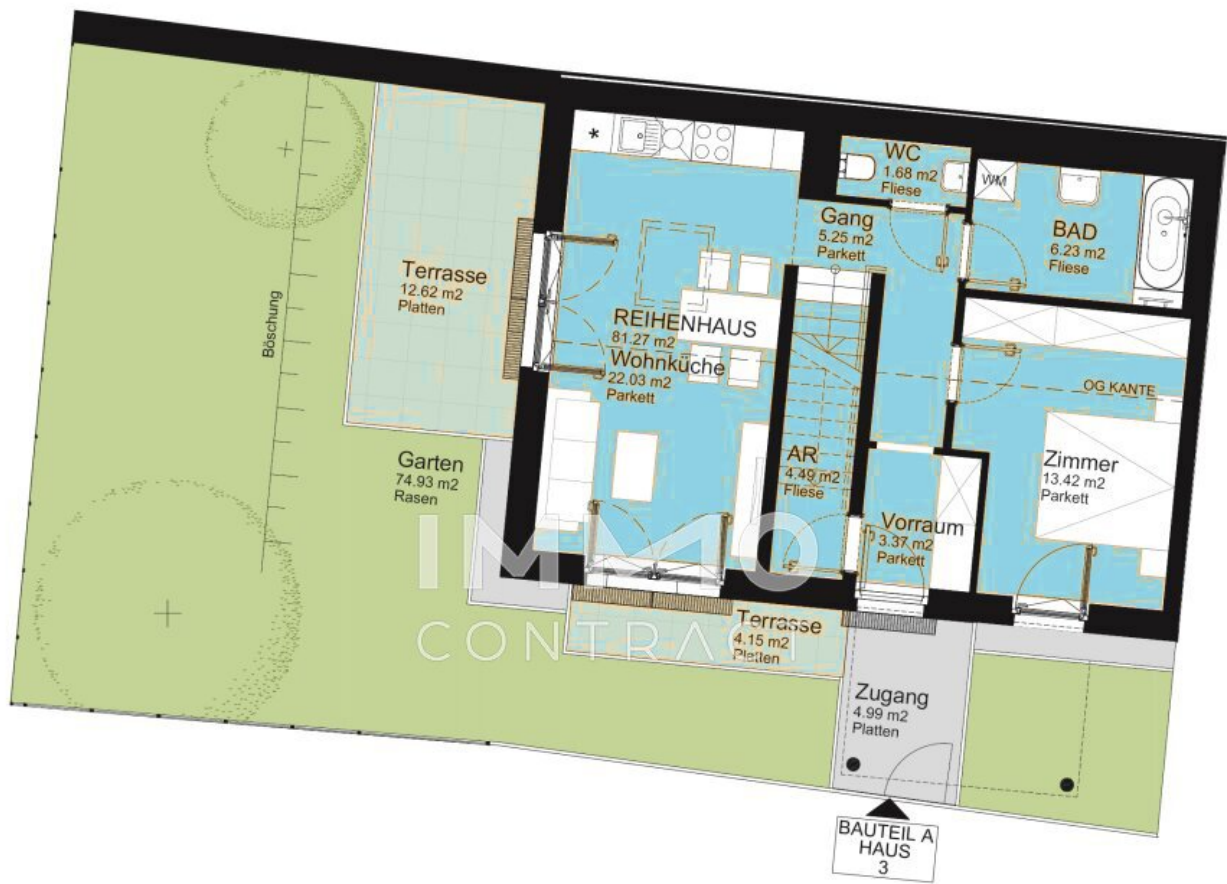 WC
1.68 m2
Fliese
WM
BAD
6.23 m2
Fliese
Gang
5.25 m2
Parkett
Terrasse
12.62 m2
Platten
Böschung
REIHENHAUS
81.27 m2
Wohnküche
22.03 m2
Parkett
OG KANTE
AR
4.49 m2
Fliese
Zimmer
13.42 m2
Parkett
Garten
74.93 m2
Rasen
Vorraum
3.37 m2
Parkett
IMMO
CONTRACT
Terrasse
4.15 m2
Platten
Zugang
4.99 m2
Platten
BAUTEIL A
HAUS
3